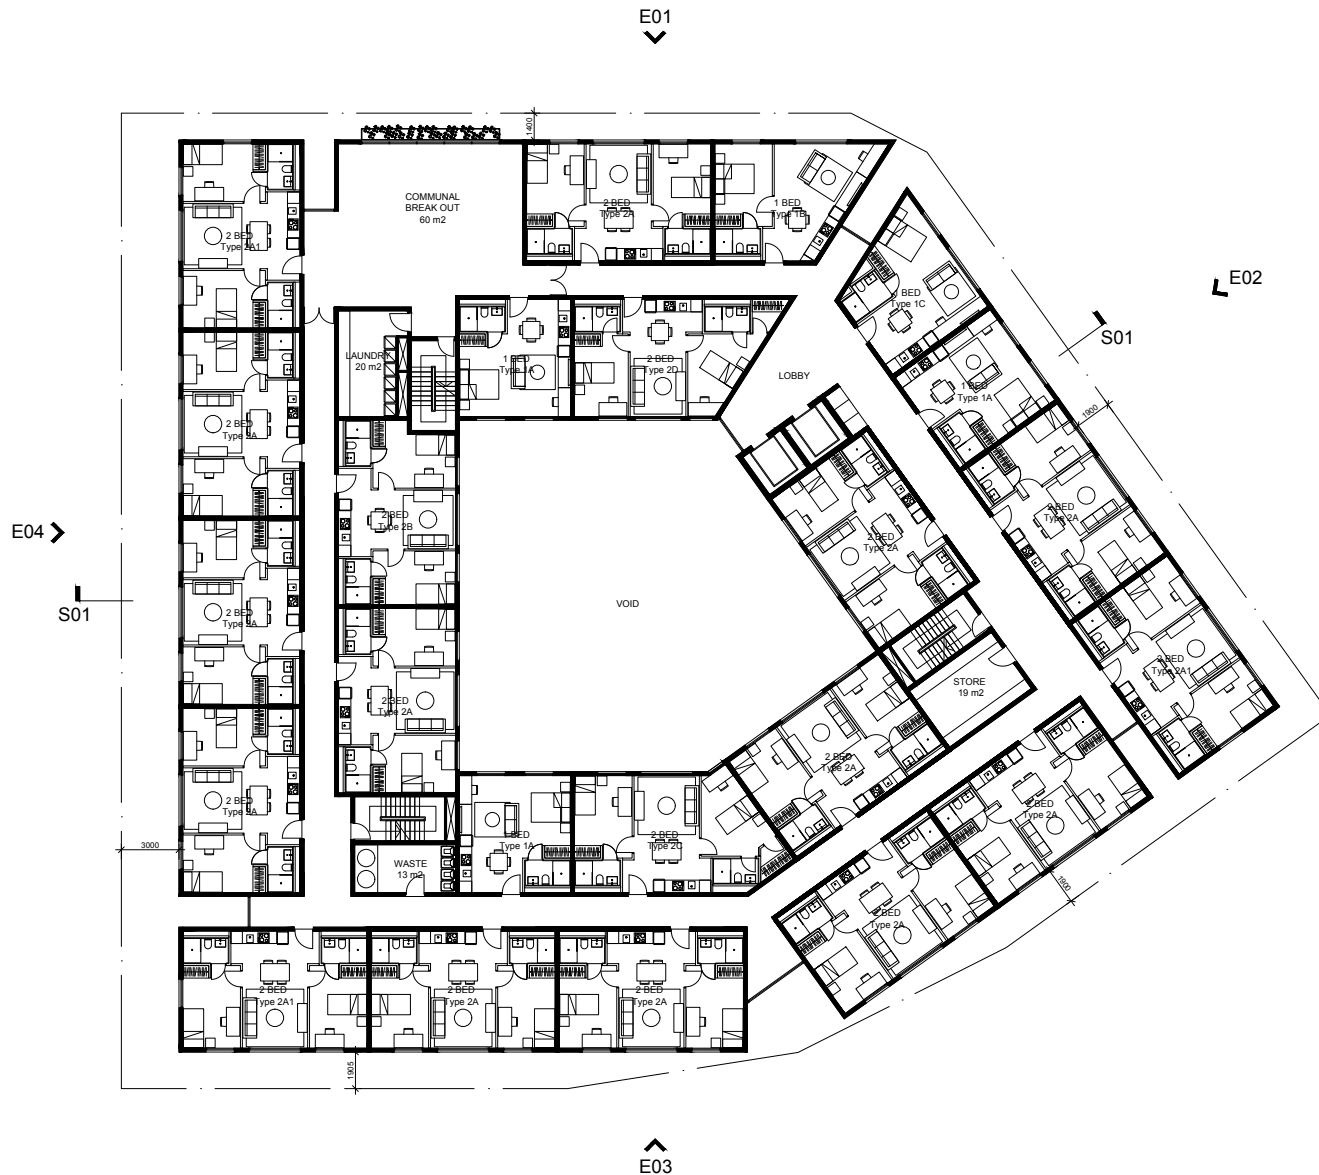 E01
1400
COMMUNAL
BREAK OUT
60 m2
2 BED
Type 2A
1 BED
Type 1B
2 BED
Type 2A1
E02
BED
Type 1C
S01
LAUNDRY
20 m2
1 BED
Type 1A
2 BED
Type 2D
LOBBY
1 BED
Type 1A
1900
2 BED
Type 2A
2 BED
Type 2B
2 BED
Type 2A
2 BED
Type 2A
E04
S01
VOID
2 BED
Type 2A
2 BED
Type 2A1
STORE
19 m2
2 BED
Type 2A
2 BED
Type 2A
2 BED
Type 2A
2 BED
Type 2A
3000
WASTE
13 m2
1 BED
Type 1A
2 BED
Type 2C
1900
2 BED
Type 2A
2 BED
Type 2A1
2 BED
Type 2A
2 BED
Type 2A
1905
E03